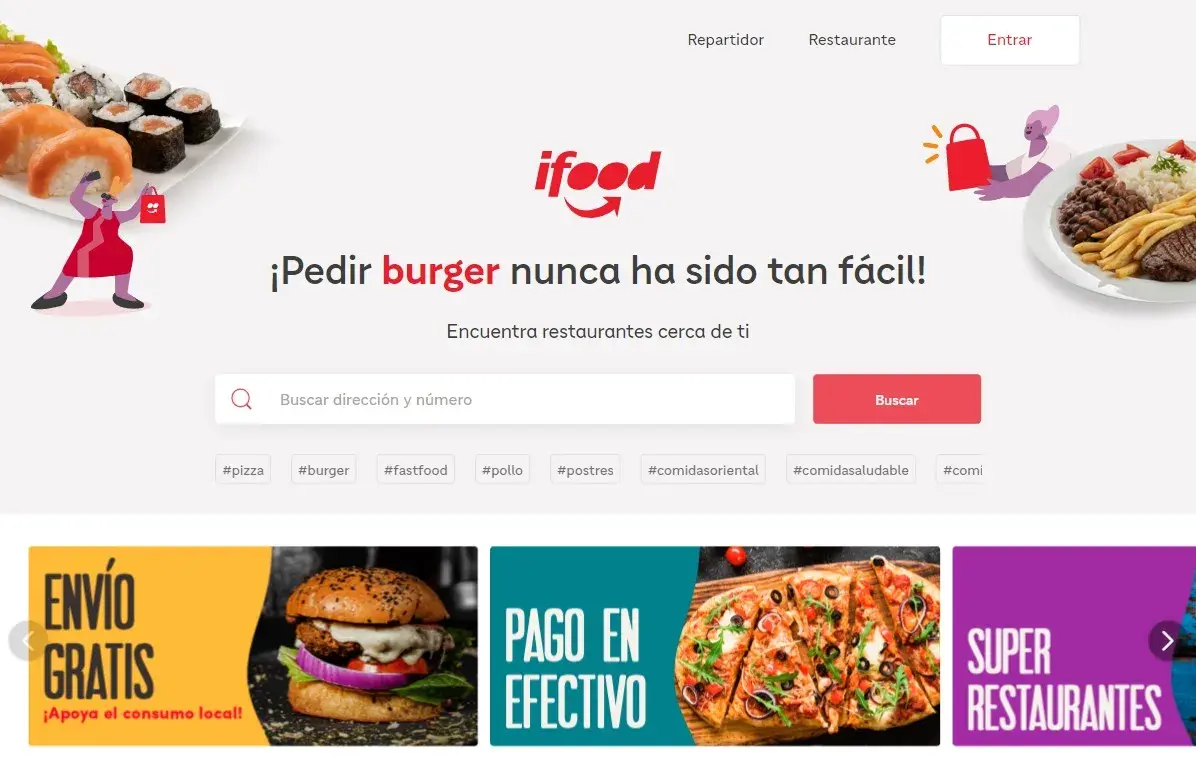 Repartidor
Restaurante
Entrar
ifood
¡Pedir burger nunca ha sido tan fácil!
Encuentra restaurantes cerca de ti
Buscar dirección y número
Buscar
#pizza
#burger
#fastfood
#pollo
#postres
#comidasoriental
#comidasaludable
#comi
ENVÍO
GRATIS
¡Apoya el consumo local!
PAGO EN
EFECTIVO
SUPER
RESTAURANTES